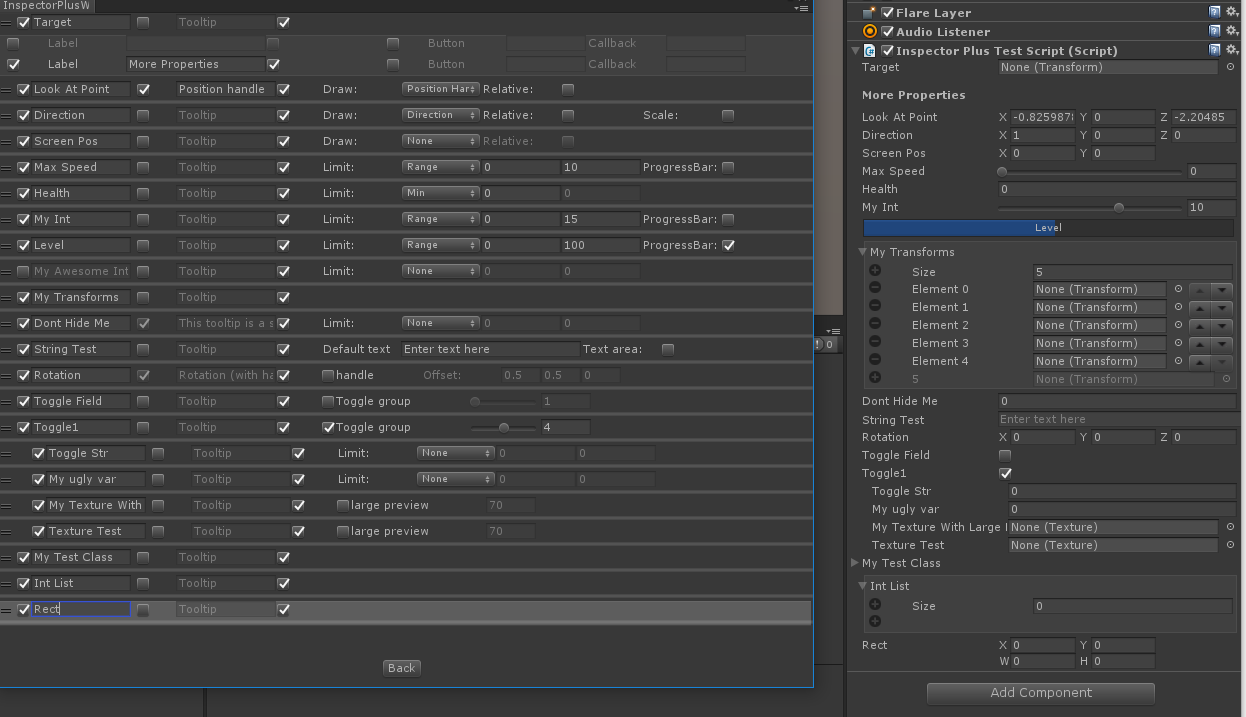 InspectorPlusW
Target Tooltip
Label Button Callback
Label More Properties Button Callback
Look At Point Position handle Draw: Position Han Relative:
Direction Tooltip Draw: Direction Relative: Scale:
Screen Pos Tooltip Draw: None Relative:
Max Speed Tooltip Limit: Range 0 10 ProgressBar:
Health Tooltip Limit: Min 0 0
My Int Tooltip Limit: Range 0 15 ProgressBar:
Level Tooltip Limit: Range 0 100 ProgressBar:
My Awesome Int Tooltip Limit: None 0 0
My Transforms Tooltip
Dont Hide Me This tooltip is a s Limit: None 0 0
String Test Tooltip Default text Enter text here Text area:
Rotation Rotation (with ha handle Offset: 0.5 0.5 0
Toggle Field Tooltip Toggle group 1
Toggle1 Tooltip Toggle group 4
Toggle Str Tooltip Limit: None 0 0
My ugly var Tooltip Limit: None 0 0
My Texture With Tooltip large preview 70
Texture Test Tooltip large preview 70
My Test Class Tooltip
Int List Tooltip
Rect Tooltip
Back
! 0
Flare Layer
Audio Listener
Inspector Plus Test Script (Script)
Target None (Transform)
More Properties
Look At Point X -0.825987 Y 0 Z -2.20485
Direction X 1 Y 0 Z 0
Screen Pos X 0 Y 0
Max Speed 0
Health 0
My Int 10
Level
My Transforms
Size 5
Element 0 None (Transform)
Element 1 None (Transform)
Element 2 None (Transform)
Element 3 None (Transform)
Element 4 None (Transform)
5 None (Transform)
Dont Hide Me 0
String Test Enter text here
Rotation X 0 Y 0 Z 0
Toggle Field
Toggle1
Toggle Str 0
My ugly var 0
My Texture With Large None (Texture)
Texture Test None (Texture)
My Test Class
Int List
Size 0
Rect X 0 Y 0
W 0 H 0
Add Component